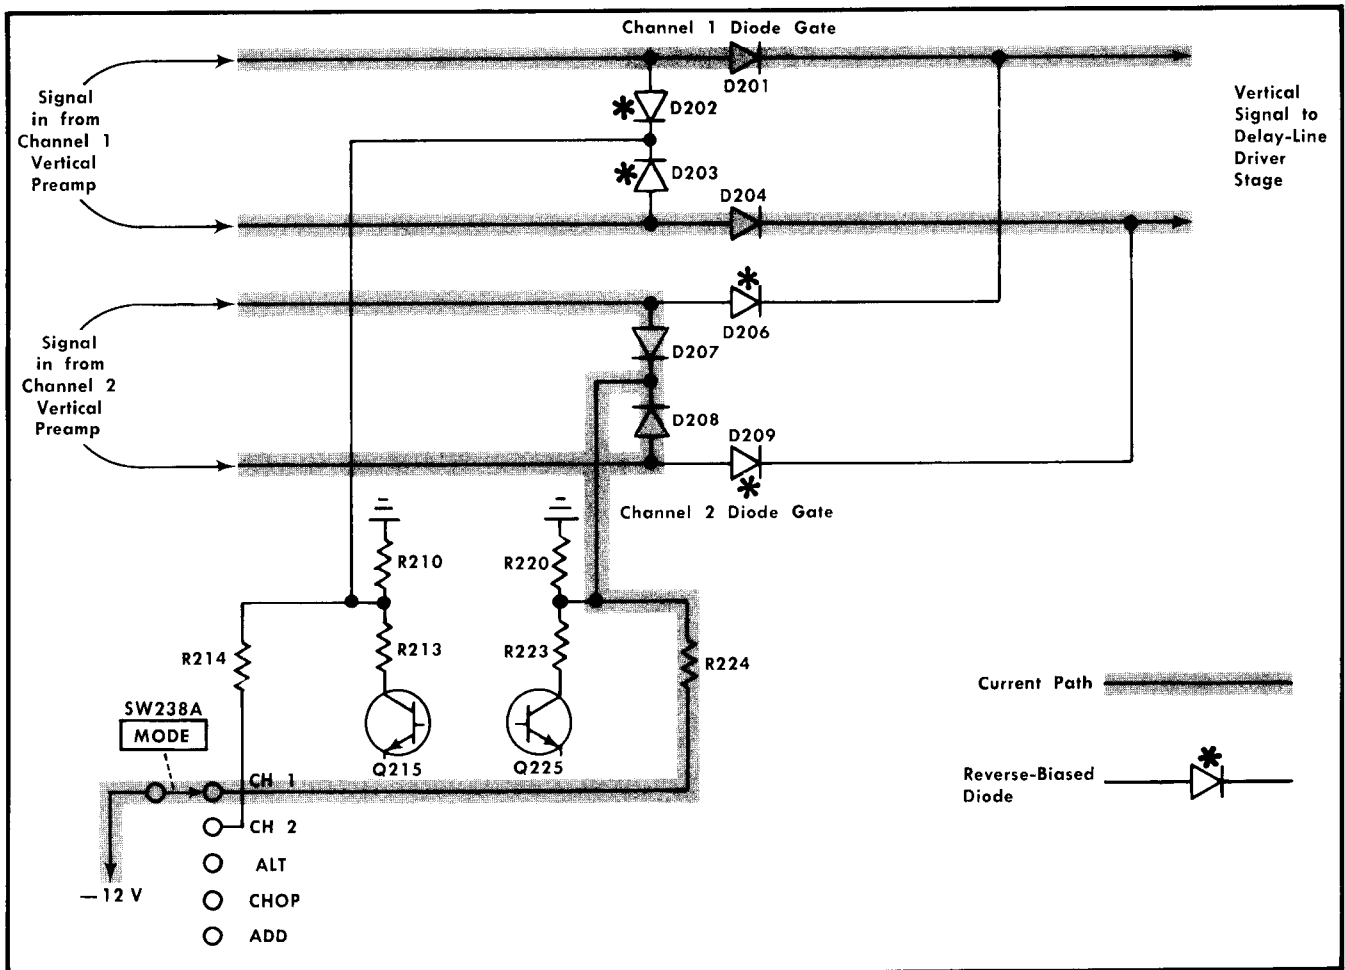 Channel 1 Diode Gate
Signal
in from
Channel 1
Vertical
Preamp
D201
D202
D203
D204
Vertical
Signal to
Delay-Line
Driver
Stage
Signal
in from
Channel 2
Vertical
Preamp
D206
D207
D208
D209
Channel 2 Diode Gate
R210
R220
R213
R223
R214
R224
Q215
Q225
SW238A
MODE
CH 1
CH 2
ALT
CHOP
ADD
—12 V
Current Path
Reverse-Biased
Diode